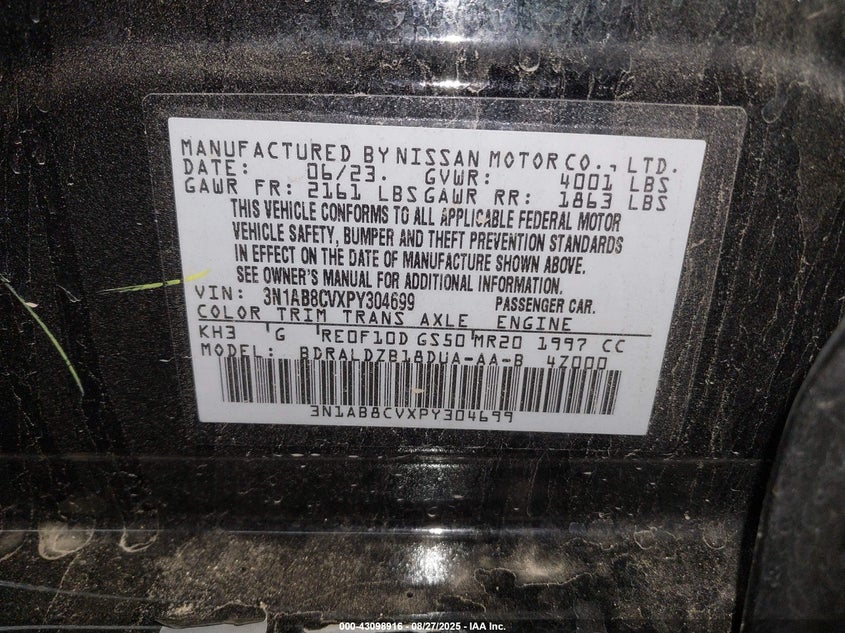 MANUFACTURED BY NISSAN MOTOR CO., LTD.
DATE: 06/23. GVWR: 4001 LBS
GAWR FR: 2161 LBS GAWR RR: 1863 LBS
THIS VEHICLE CONFORMS TO ALL APPLICABLE FEDERAL MOTOR
VEHICLE SAFETY, BUMPER AND THEFT PREVENTION STANDARDS
IN EFFECT ON THE DATE OF MANUFACTURE SHOWN ABOVE.
SEE OWNER'S MANUAL FOR ADDITIONAL INFORMATION.
VIN: 3N1AB8CVXPY304699 PASSENGER CAR.
COLOR TRIM TRANS AXLE ENGINE
KH3 G RE0F10D GS50 MR20 1997 CC
MODEL: BDRALDZB18DUA-AA-B 4Z000
3N1AB8CVXPY304699
000-43098916 - 08/27/2025 - IAA Inc.